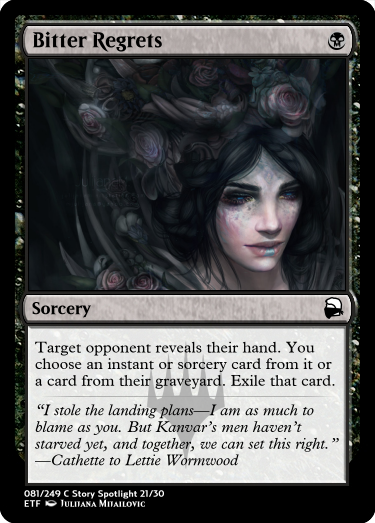 Bitter Regrets
Sorcery
Target opponent reveals their hand. You
choose an instant or sorcery card from it or
a card from their graveyard. Exile that card.
“I stole the landing plans—I am as much to
blame as you. But Kanvar's men haven't
starved yet, and together, we can set this right.”
—Cathette to Lettie Wormwood
081/249 C Story Spotlight 21/30
ETF Julijana Mijailovic